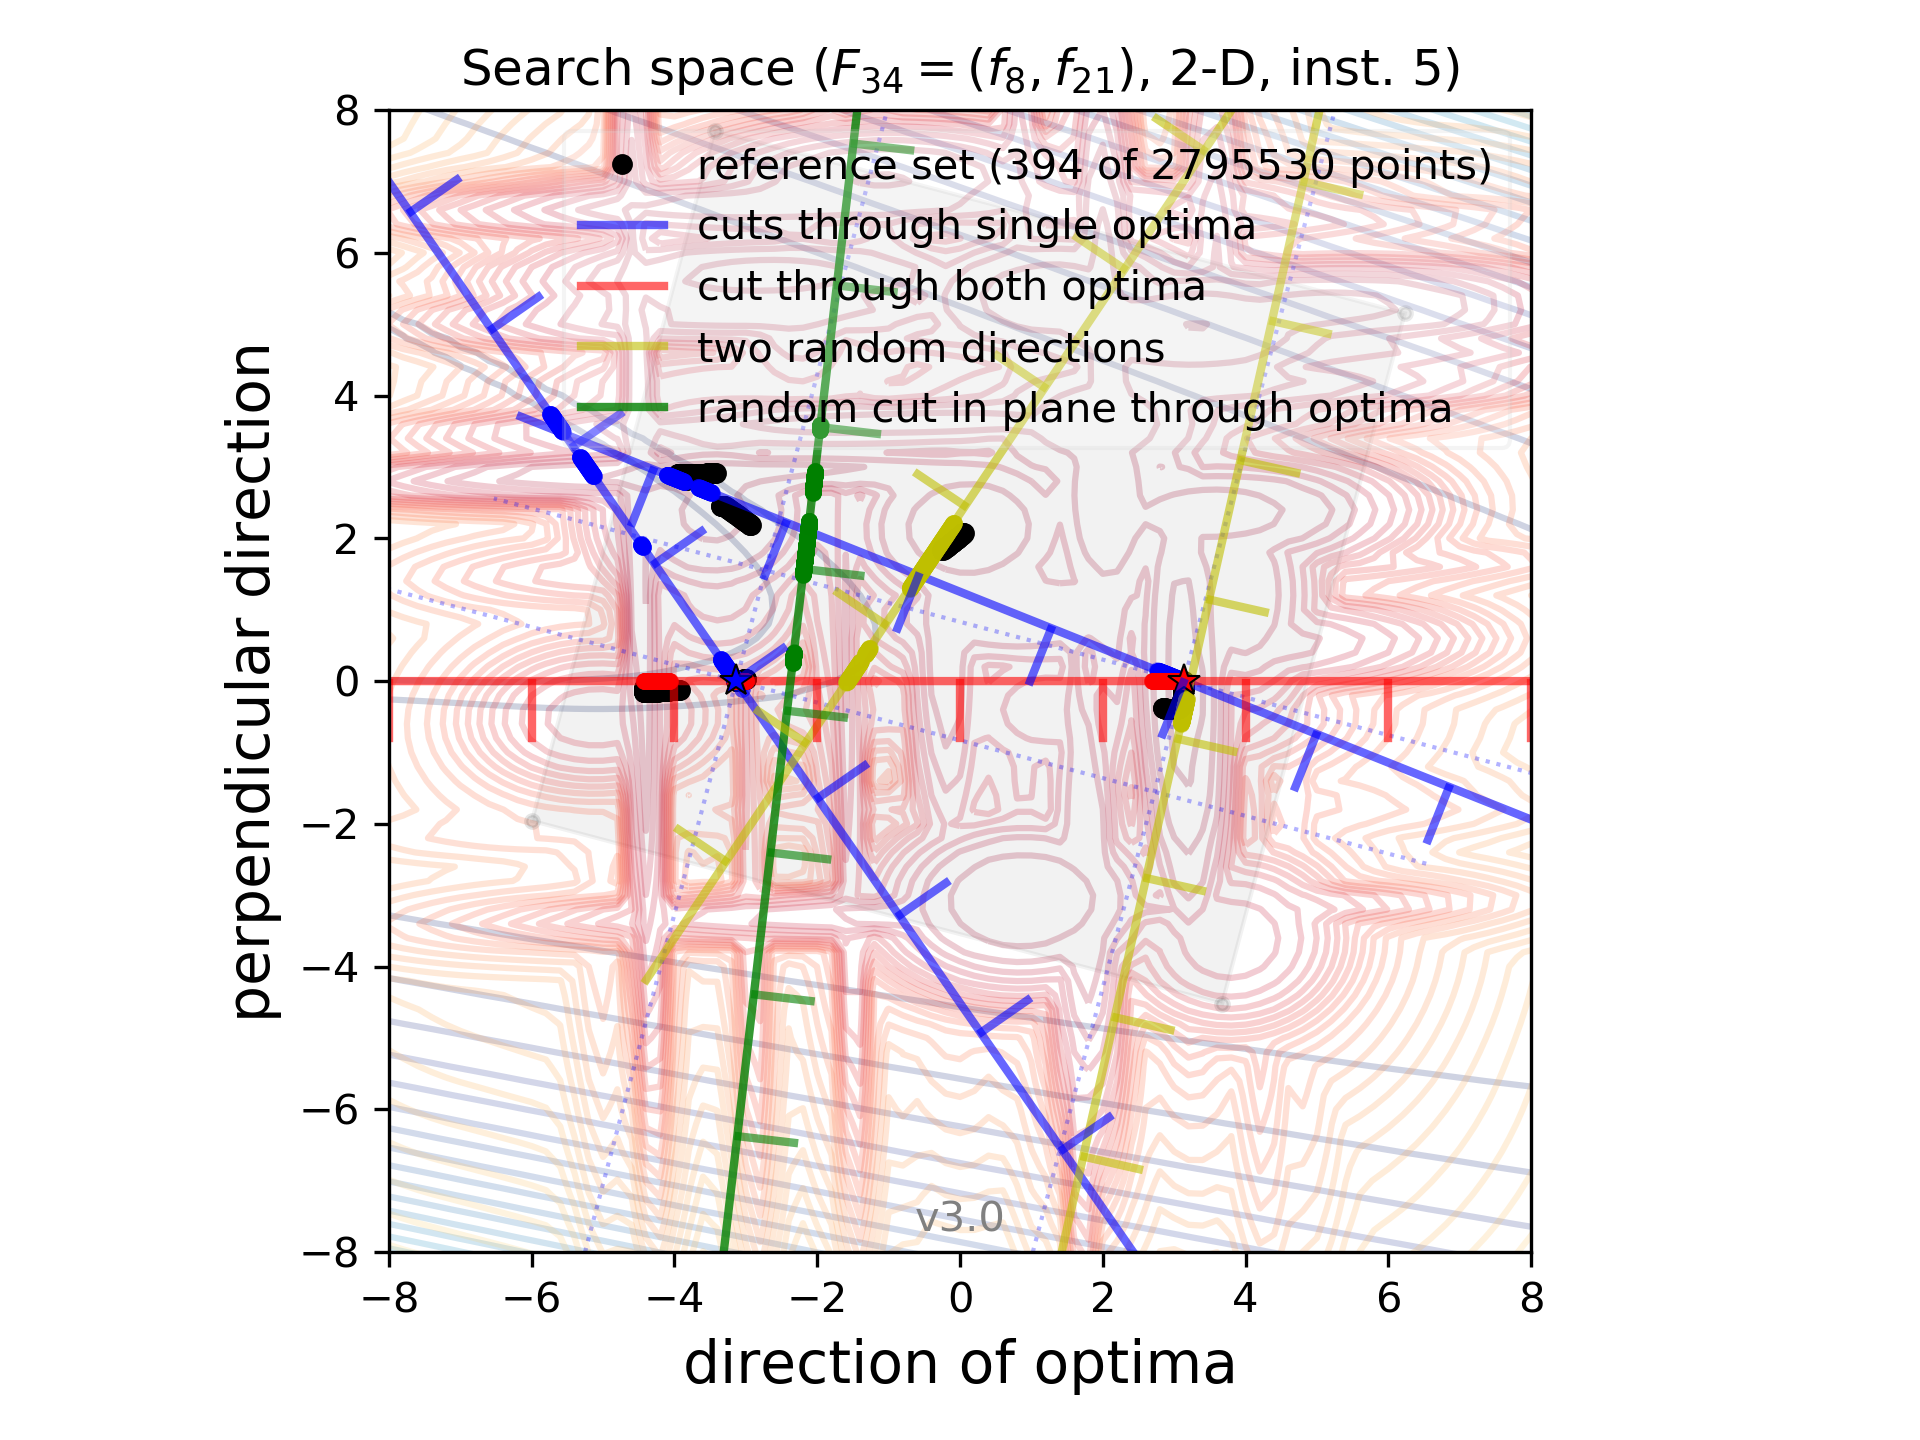 Search space (F₃₄ = (f₈, f₂₁), 2-D, inst. 5)
reference set (394 of 2795530 points)
cuts through single optima
cut through both optima
two random directions
random cut in plane through optima
perpendicular direction
8
6
4
2
0
−2
−4
−6
−8
v3.0
−8 −6 −4 −2 0 2 4 6 8
direction of optima